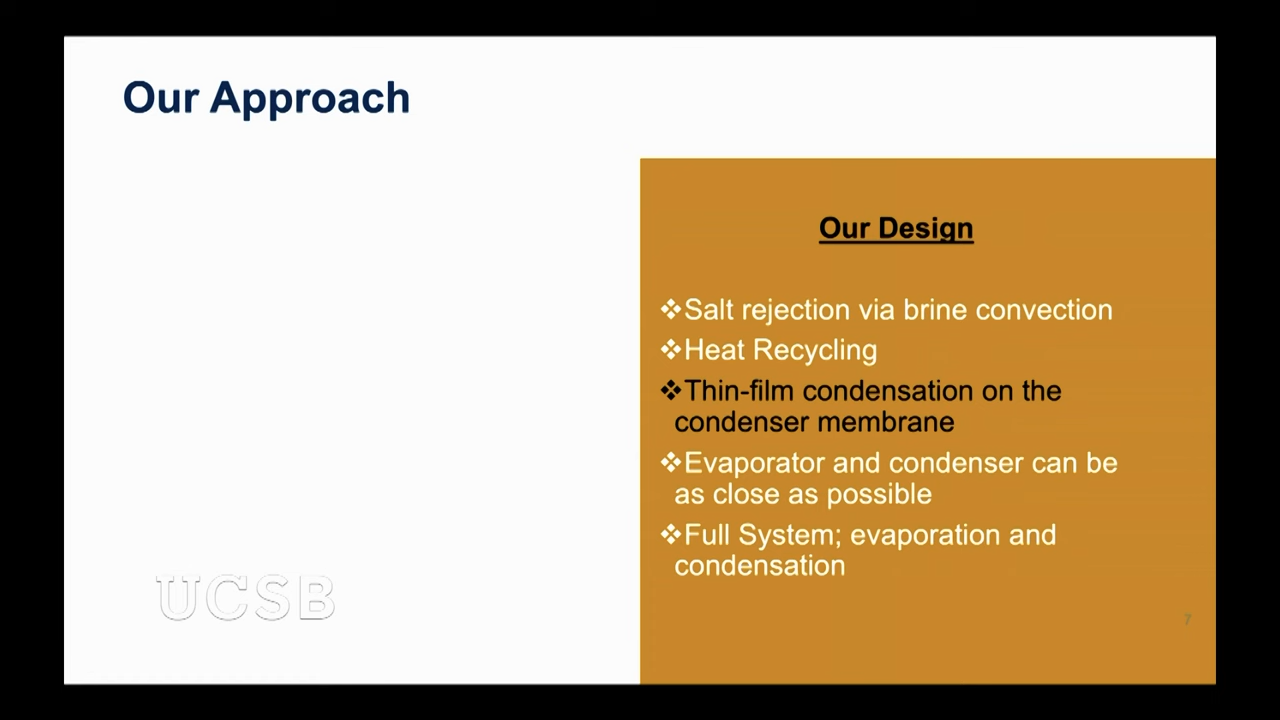 Our Approach
Our Design
❖Salt rejection via brine convection
❖Heat Recycling
❖Thin-film condensation on the
condenser membrane
❖Evaporator and condenser can be
as close as possible
❖Full System; evaporation and
condensation
UCSB
7